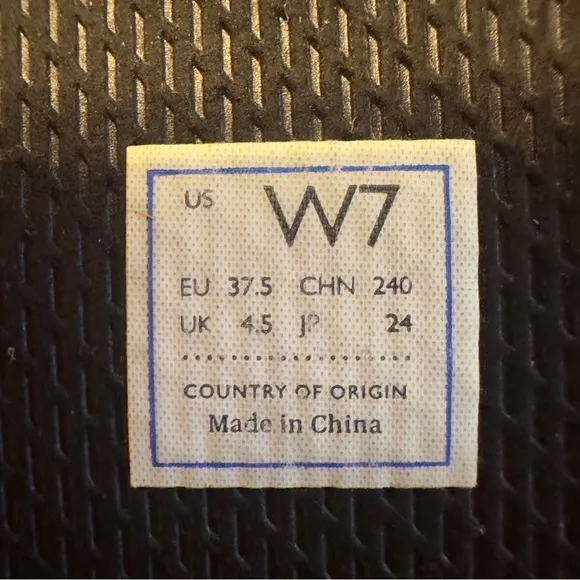 US W7
EU 37.5 CHN 240
UK 4.5 JP 24
COUNTRY OF ORIGIN
Made in China